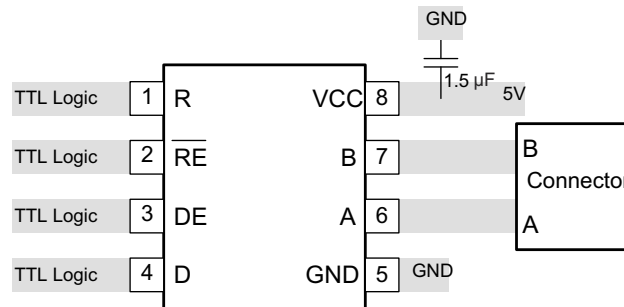 GND
1.5 µF
TTL Logic 1 R VCC 8 5V
TTL Logic 2 RE B 7 B
Connector
TTL Logic 3 DE A 6 A
TTL Logic 4 D GND 5 GND